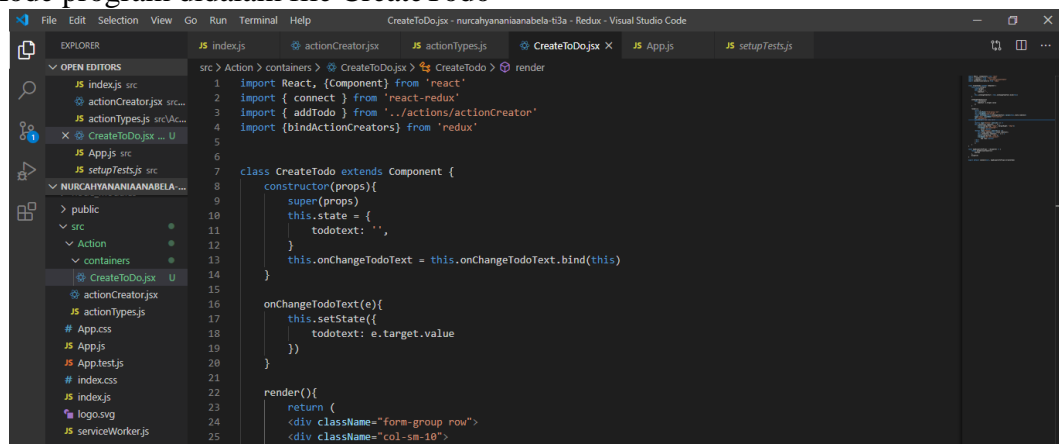 File Edit Selection View Go Run Terminal Help CreateToDo.jsx - nurcahyananiaanabela-ti3a - Redux - Visual Studio Code
EXPLORER
JS index.js actionCreator.jsx JS actionTypes.js CreateToDo.jsx JS App.js JS setupTests.js
OPEN EDITORS
JS index.js src
actionCreator.jsx src...
JS actionTypes.js src\Ac...
CreateToDo.jsx ... U
JS App.js src
JS setupTests.js src
NURCAHYANANIAANABELA-...
public
src
Action
containers
CreateToDo.jsx U
actionCreator.jsx
JS actionTypes.js
# App.css
JS App.js
JS App.test.js
# index.css
JS index.js
logo.svg
JS serviceWorker.js
1
src > Action > containers > CreateToDo.jsx > CreateTodo > render
1 import React, {Component} from 'react'
2 import { connect } from 'react-redux'
3 import { addTodo } from '../actions/actionCreator'
4 import {bindActionCreators} from 'redux'
5
6
7 class CreateTodo extends Component {
8 constructor(props){
9 super(props)
10 this.state = {
11 todotext: '',
12 }
13 this.onChangeTodoText = this.onChangeTodoText.bind(this)
14 }
15
16 onChangeTodoText(e){
17 this.setState({
18 todotext: e.target.value
19 })
20 }
21
22 render(){
23 return (
24 <div className="form-group row">
25 <div className="col-sm-10">